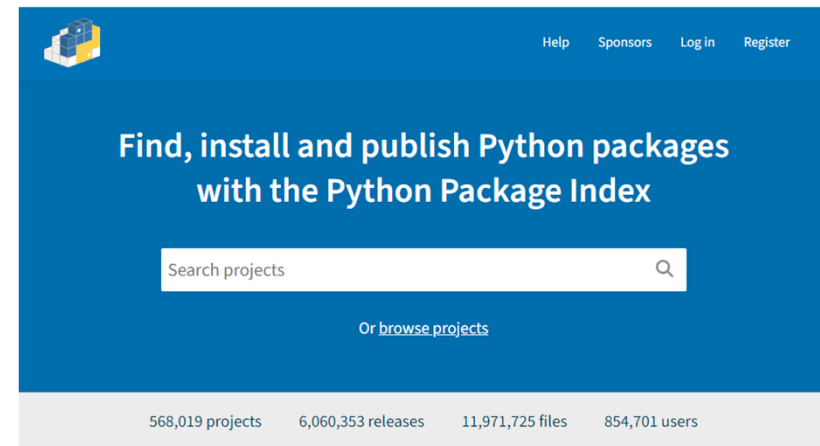 Help Sponsors Log in Register
Find, install and publish Python packages
with the Python Package Index
Search projects
Or browse projects
568,019 projects 6,060,353 releases 11,971,725 files 854,701 users